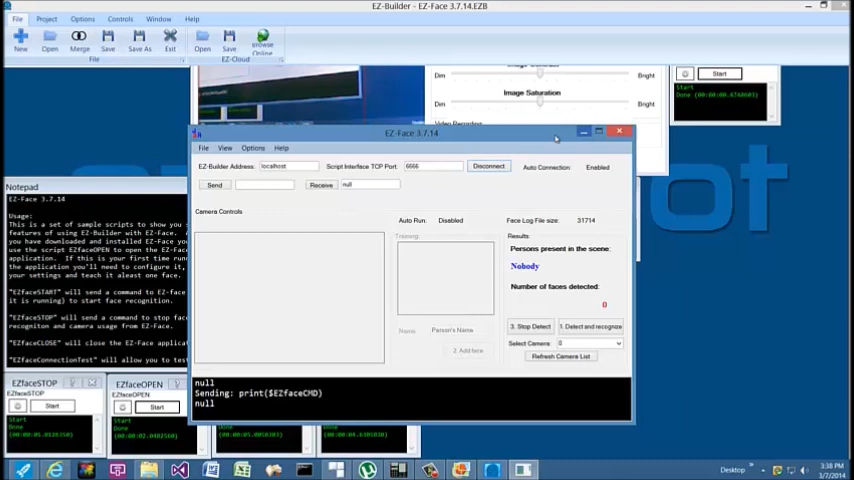 EZ-Builder - EZ-Face 3.7.14.EZB
File Project Options Controls Window Help
New Open Merge Save Save As Exit Open Save Browse Online
File EZ-Cloud
Dim Bright
Image Saturation
Dim Bright
Start
Start
EZ-Face 3.7.14
File View Options Help
EZ-Builder Address: localhost Script Interface TCP Port: 6666 Disconnect Auto Connection: Enabled
Send Receive null
Camera Controls
Auto Run: Disabled Face Log File size: 31714
Training: Results:
Persons present in the scene:
Nobody
Number of faces detected:
0
3. Stop Detect 1. Detect and recognize
Name: Person's Name
Select Camera: 0
2. Add face
Refresh Camera List
null
Sending: print($EZfaceCMD)
null
Notepad
EZ-Face 3.7.14
Usage:
This is a set of sample scripts to show you
features of using EZ-Builder with EZ-Face.
you have downloaded and installed EZ-Face you
use the script EZfaceOPEN to open the EZ-Face
application. If this is your first time run
the application you'll need to configure it,
your settings and teach it aleast one face.
"EZfaceSTART" will send a command to EZ-face
it is running) to start face recognition.
"EZfaceSTOP" will send a command to stop fac
recogniton and camera usage from EZ-Face.
"EZfaceCLOSE" will close the EZ-Face applicat
"EZfaceConnectionTest" will allow you to test
EZfaceSTOP EZfaceOPEN
EZfaceSTOP EZfaceOPEN
Start Start
Start Start
Done Done
Desktop 3:38 PM
3/7/2014